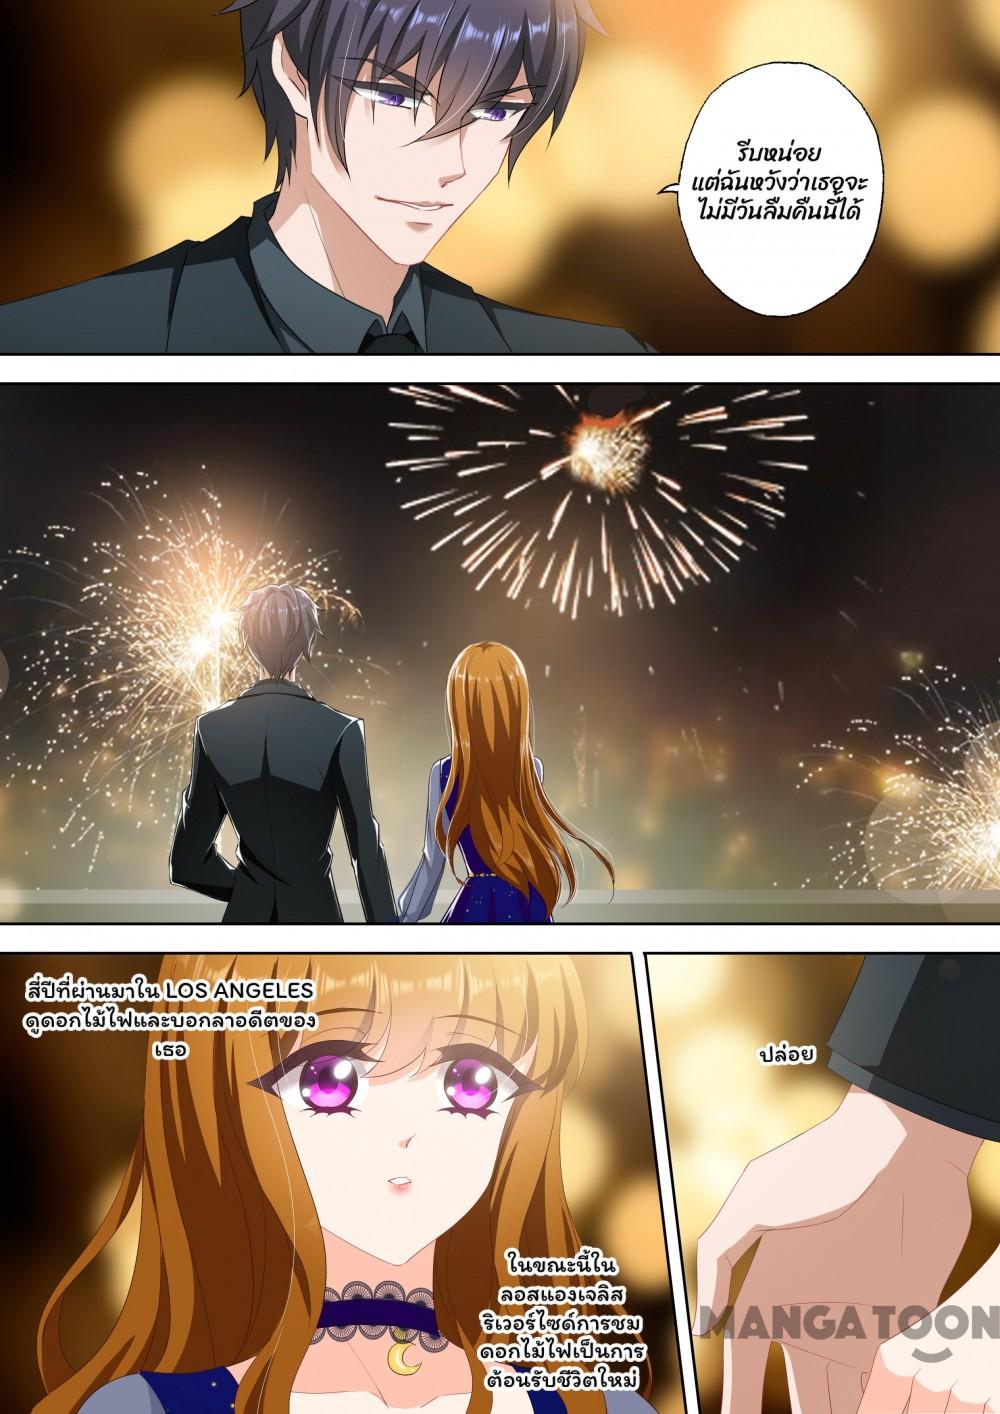 รีบหน่อย
แต่ฉันหวังว่าเธอจะ
ไม่มีวันลืมคืนนี้ได้
สี่ปีที่ผ่านมาใน LOS ANGELES
ดูดอกไม้ไฟและบอกลาอดีตของ
เธอ
ปล่อย
ในขณะนี้ใน
ลอสแองเจลิส
ริเวอร์ไซด์การชม
ดอกไม้ไฟเป็นการ
ต้อนรับชีวิตใหม่
MANGATOON